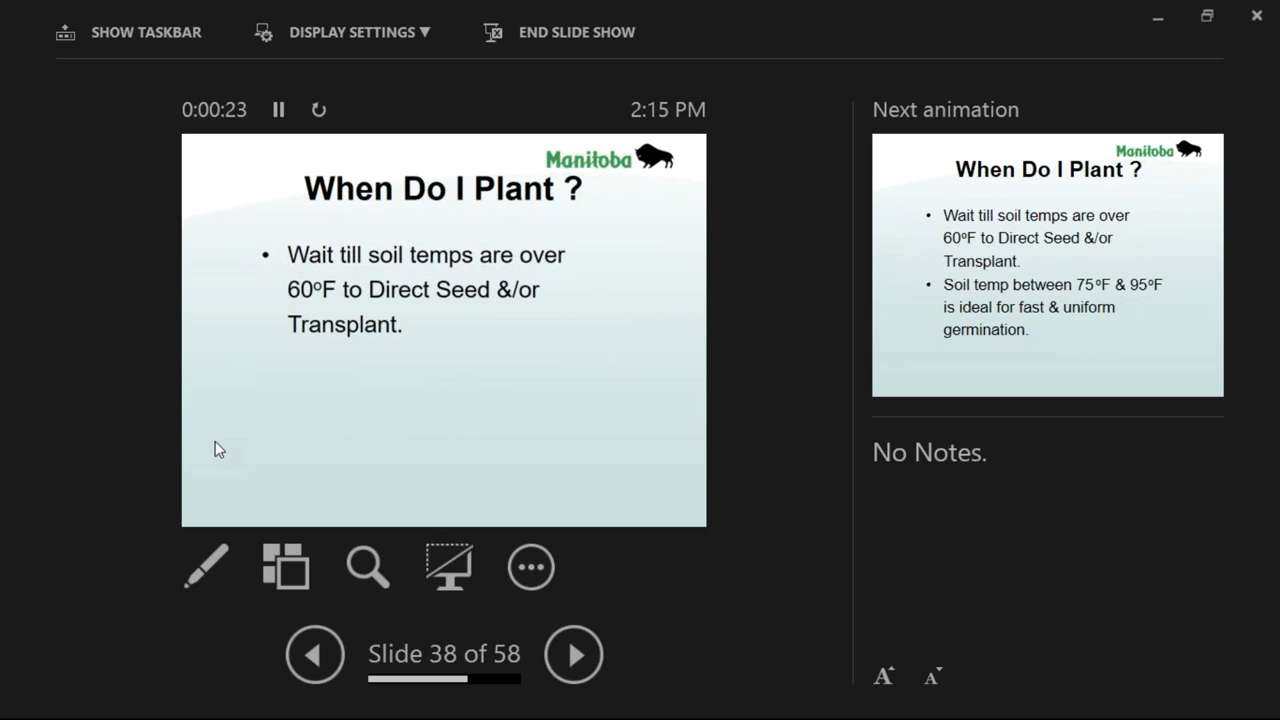 SHOW TASKBAR
DISPLAY SETTINGS ▼
END SLIDE SHOW
0:00:23
2:15 PM
Manitoba
When Do I Plant ?
• Wait till soil temps are over
60ºF to Direct Seed &/or
Transplant.
Slide 38 of 58
Next animation
Manitoba
When Do I Plant ?
• Wait till soil temps are over
60ºF to Direct Seed &/or
Transplant.
• Soil temp between 75ºF & 95ºF
is ideal for fast & uniform
germination.
No Notes.
A A